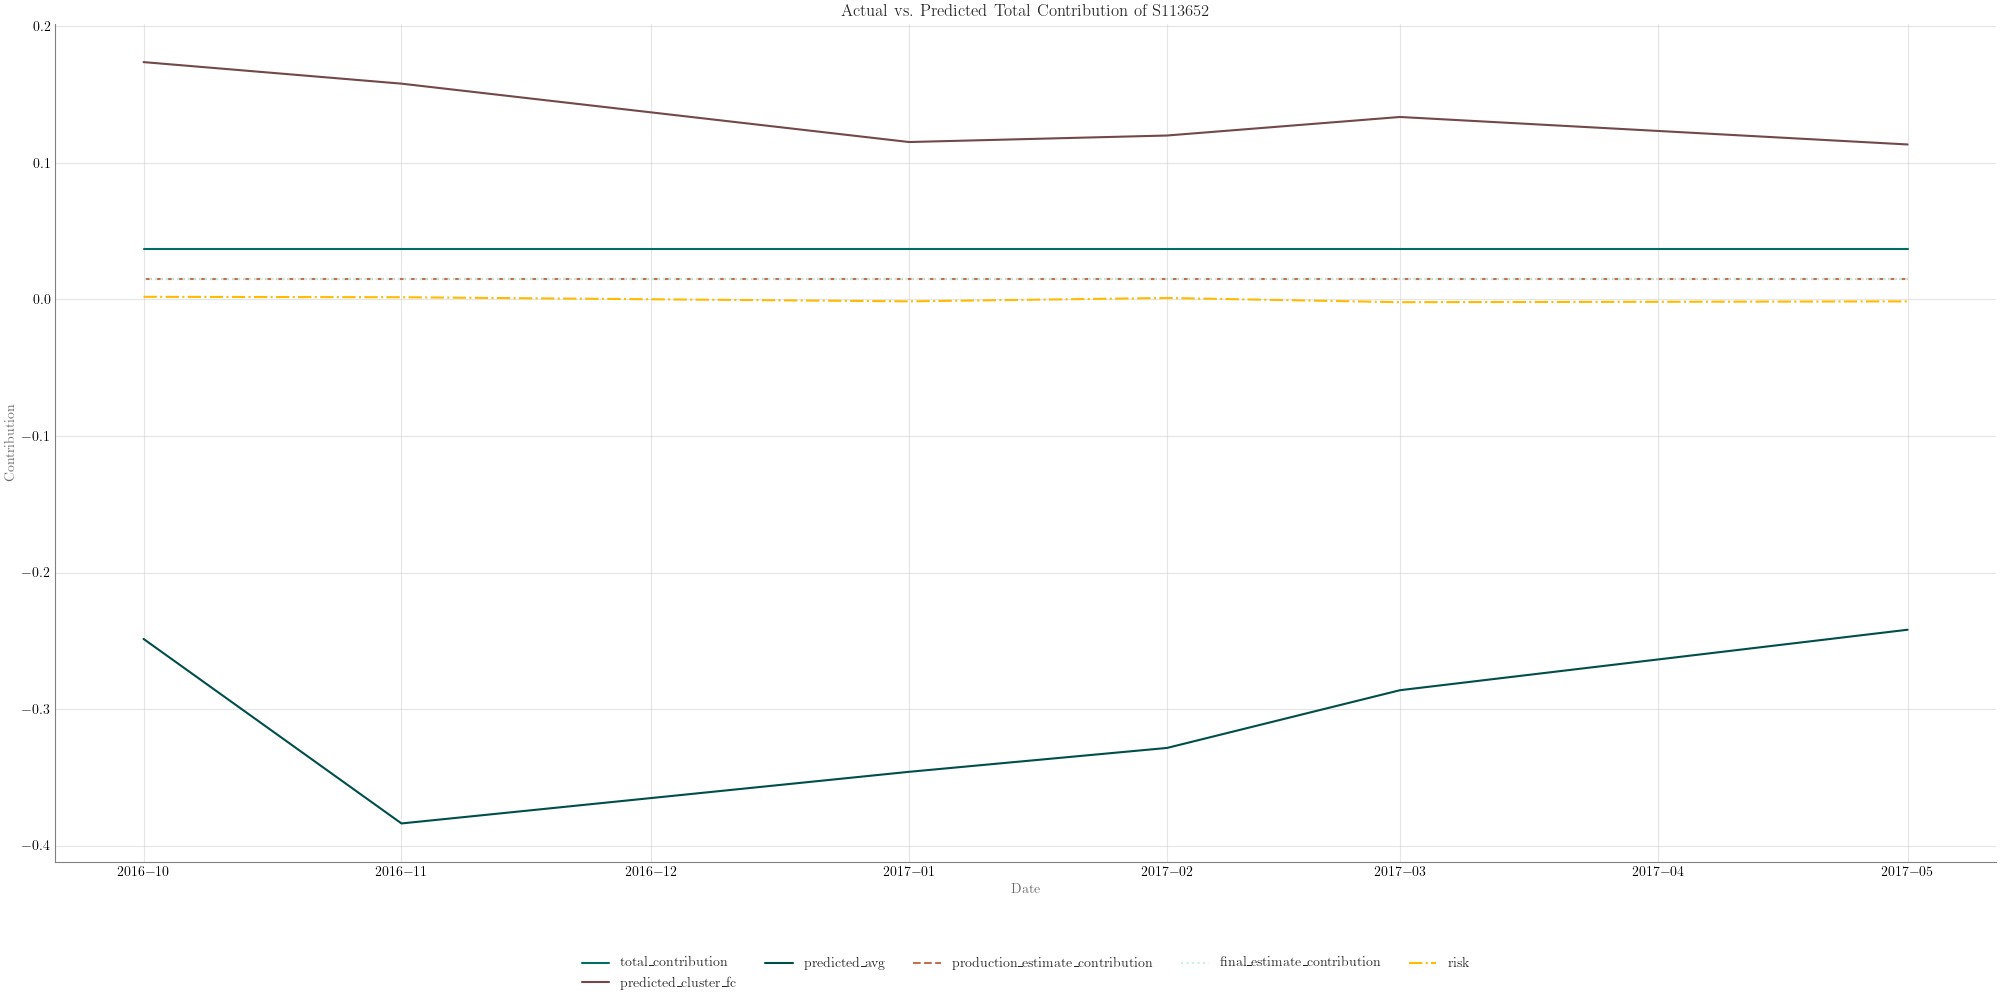 Actual vs. Predicted Total Contribution of S113652
0.2
0.1
0.0
−0.1
−0.2
−0.3
−0.4
Contribution
2016−10 2016−11 2016−12 2017−01 2017−02 2017−03 2017−04 2017−05
Date
total_contribution predicted_avg production_estimate_contribution final_estimate_contribution risk
predicted_cluster_fc